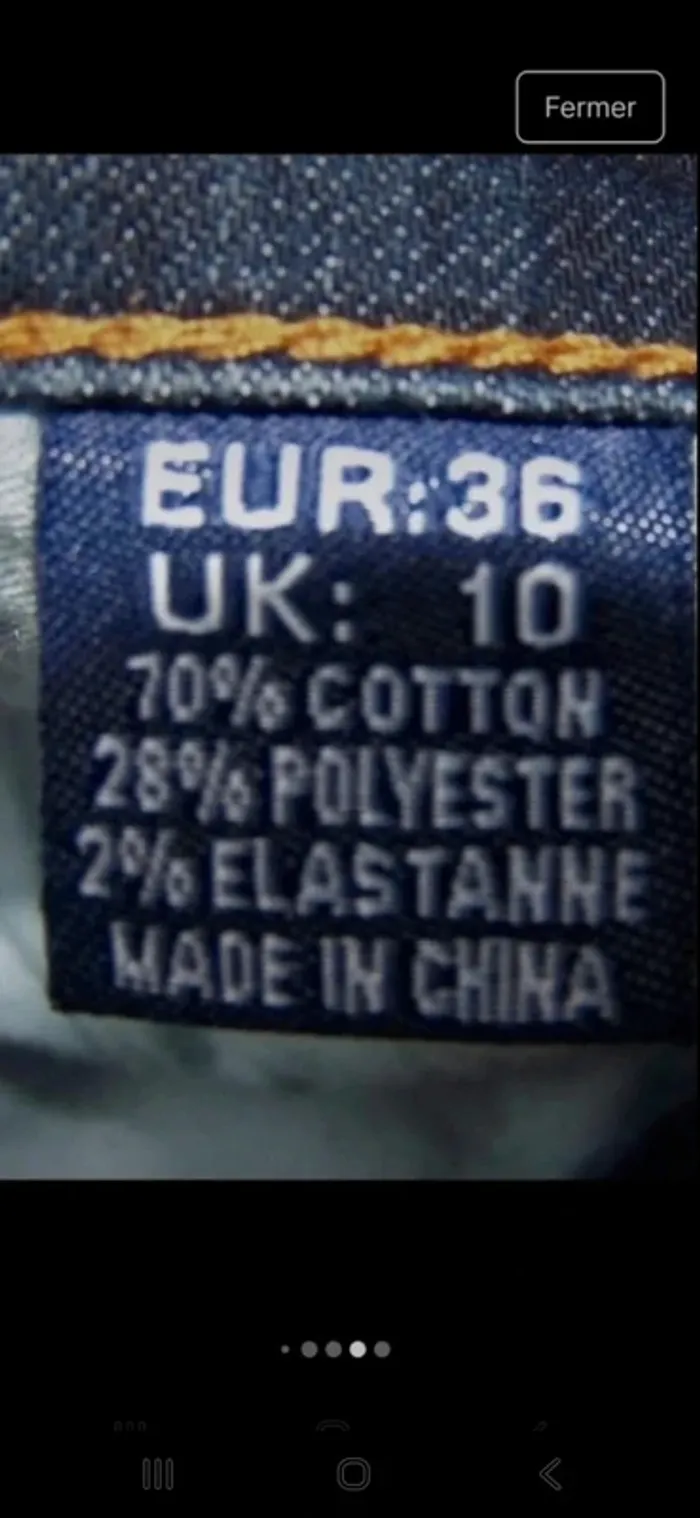 Fermer
EUR:36
UK: 10
70% COTTON
28% POLYESTER
2% ELASTANNE
MADE IN CHINA